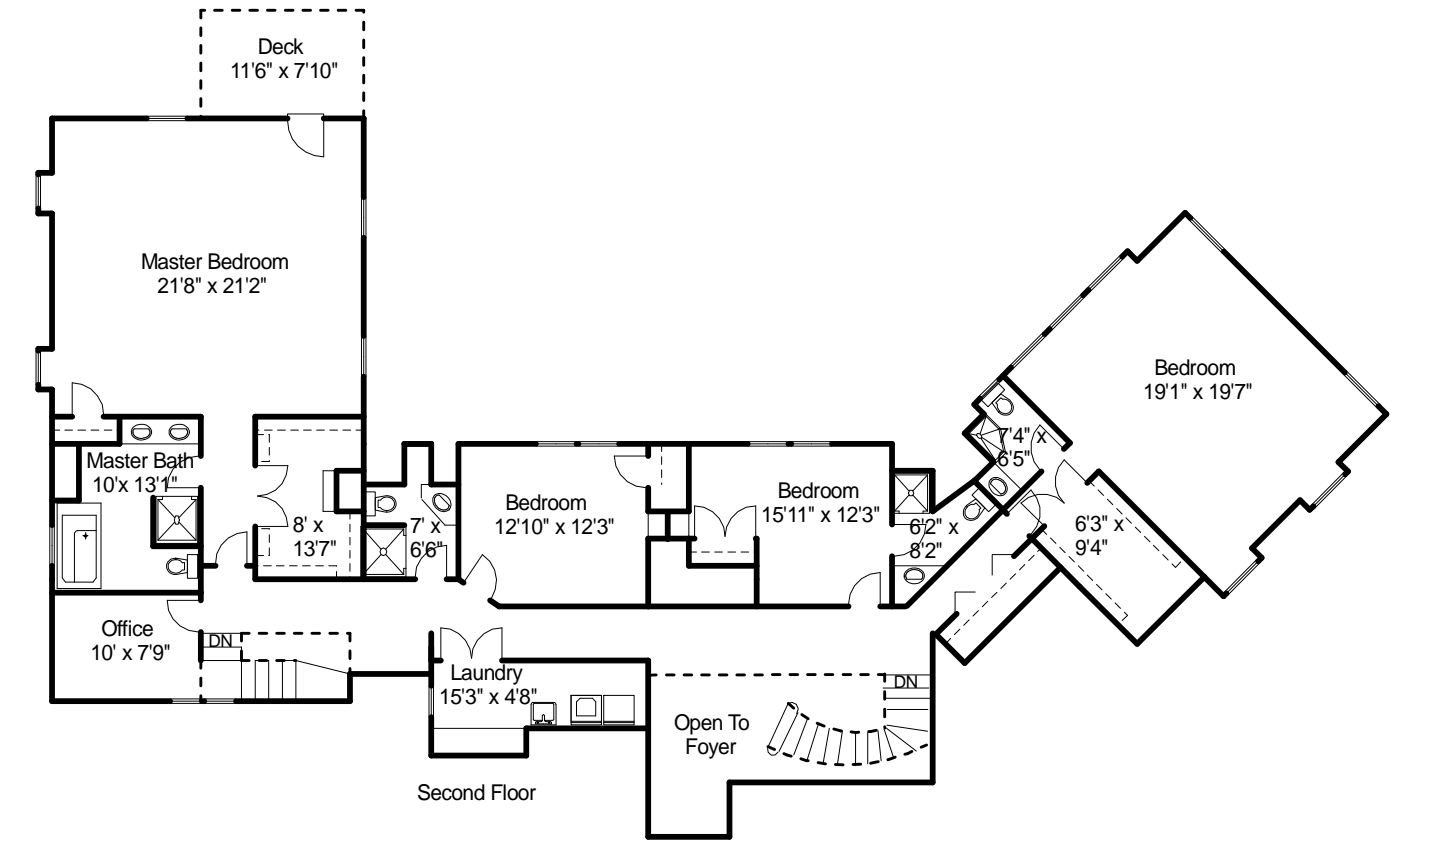 Deck
11'6" x 7'10"
Master Bedroom
21'8" x 21'2"
Bedroom
19'1" x 19'7"
Master Bath
10'x 13'1"
8' x
13'7"
7' x
6'6"
Bedroom
12'10" x 12'3"
Bedroom
15'11" x 12'3"
6'2" x
8'2"
7'4" x
6'5"
6'3" x
9'4"
Office
10' x 7'9"
DN
Laundry
15'3" x 4'8"
Open To
Foyer
DN
Second Floor